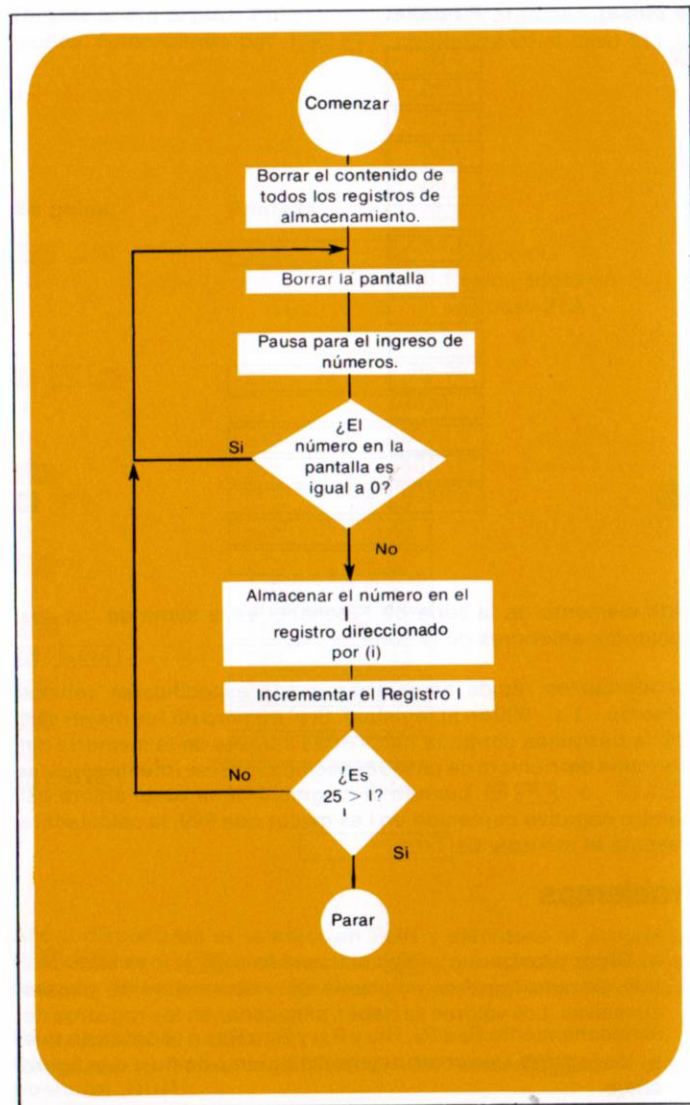 Comenzar
Borrar el contenido de
todos los registros de
almacenamiento.
Borrar la pantalla
Pausa para el ingreso de
números.
¿El
número en la
pantalla es
igual a 0?
Si
No
Almacenar el número en el
registro direccionado
por (i)
Incrementar el Registro I
¿Es
25 > I?
No
Si
Parar